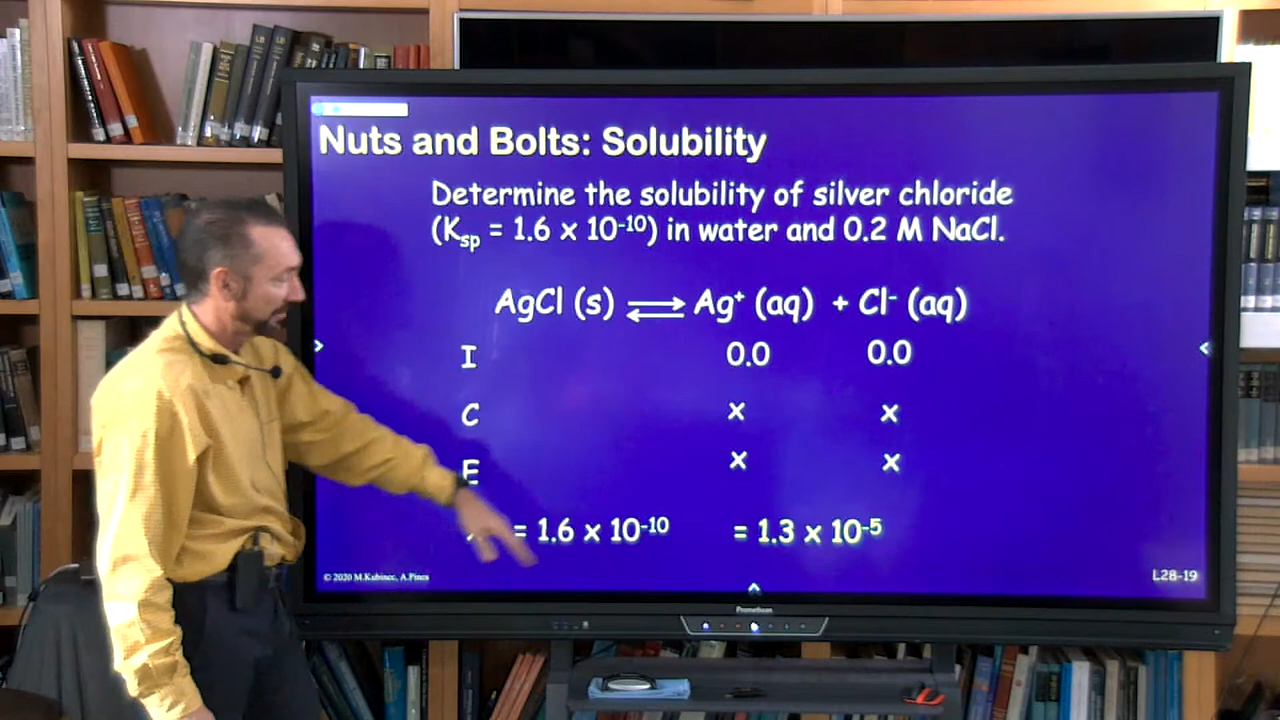 Nuts and Bolts: Solubility
Determine the solubility of silver chloride
(Ksp = 1.6 x 10-10) in water and 0.2 M NaCl.
AgCl (s) ⇌ Ag+ (aq) + Cl- (aq)
I 0.0 0.0
C x x
E x x
= 1.6 x 10-10 = 1.3 x 10-5
© 2020 M.Kubinec, A.Pines
L28-19
Promethean